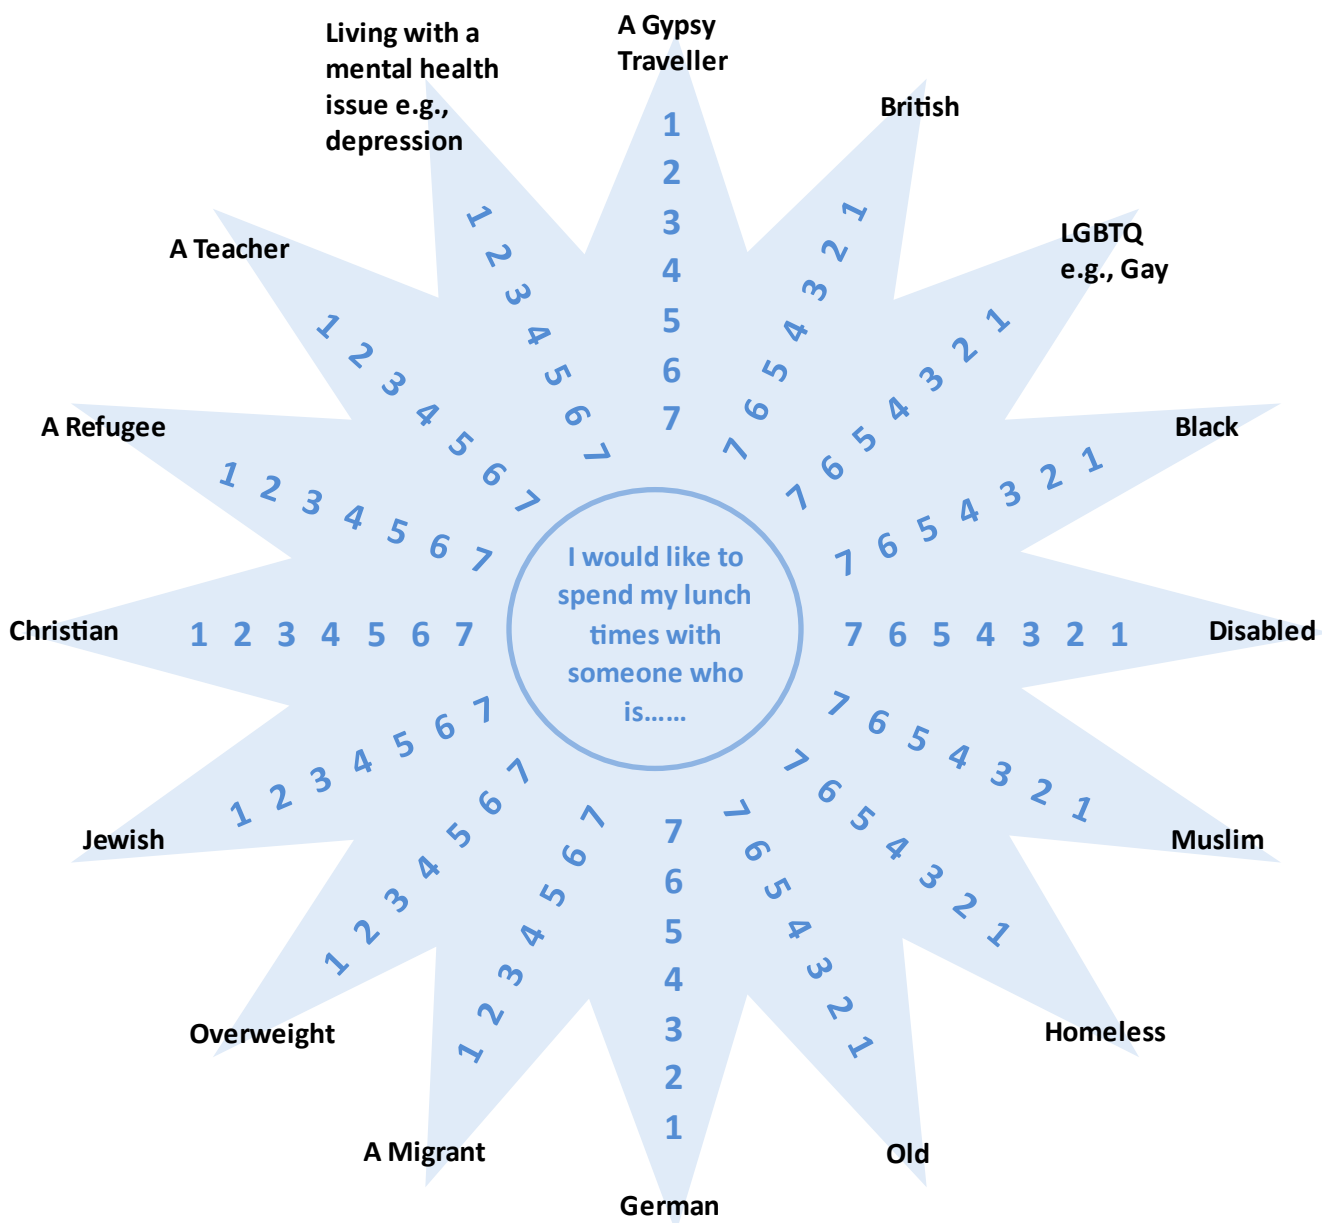 Living with a
mental health
issue e.g.,
depression
A Gypsy
Traveller
British
LGBTQ
e.g., Gay
Black
Disabled
Muslim
Homeless
Old
German
A Migrant
Overweight
Jewish
Christian
A Refugee
A Teacher
I would like to
spend my lunch
times with
someone who
is......
1 2 3 4 5 6 7
1 2 3 4 5 6 7
7 6 5 4 3 2 1
7 6 5 4 3 2 1
7 6 5 4 3 2 1
7 6 5 4 3 2 1
7 6 5 4 3 2 1
7 6 5 4 3 2 1
7 6 5 4 3 2 1
7 6 5 4 3 2 1
1 2 3 4 5 6 7
1 2 3 4 5 6 7
1 2 3 4 5 6 7
1 2 3 4 5 6 7
1 2 3 4 5 6 7
1 2 3 4 5 6 7